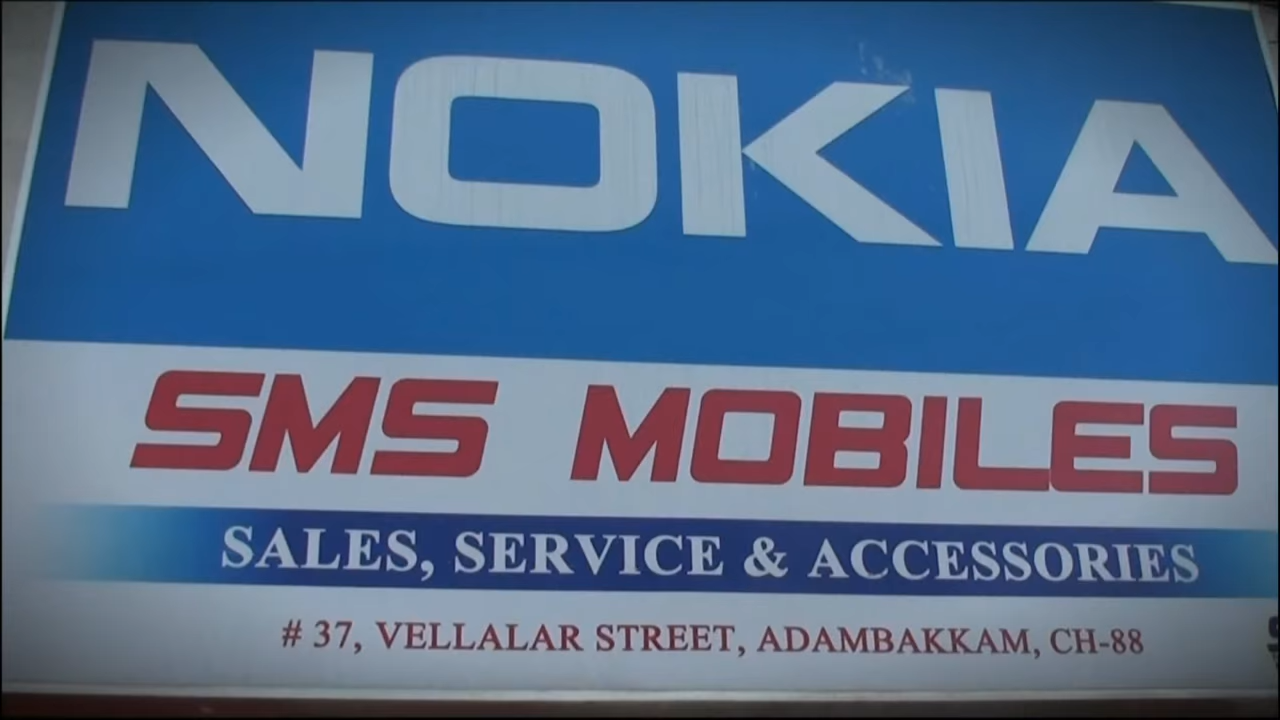 NOKIA
SMS MOBILES
SALES, SERVICE & ACCESSORIES
# 37, VELLALAR STREET, ADAMBAKKAM, CH-88